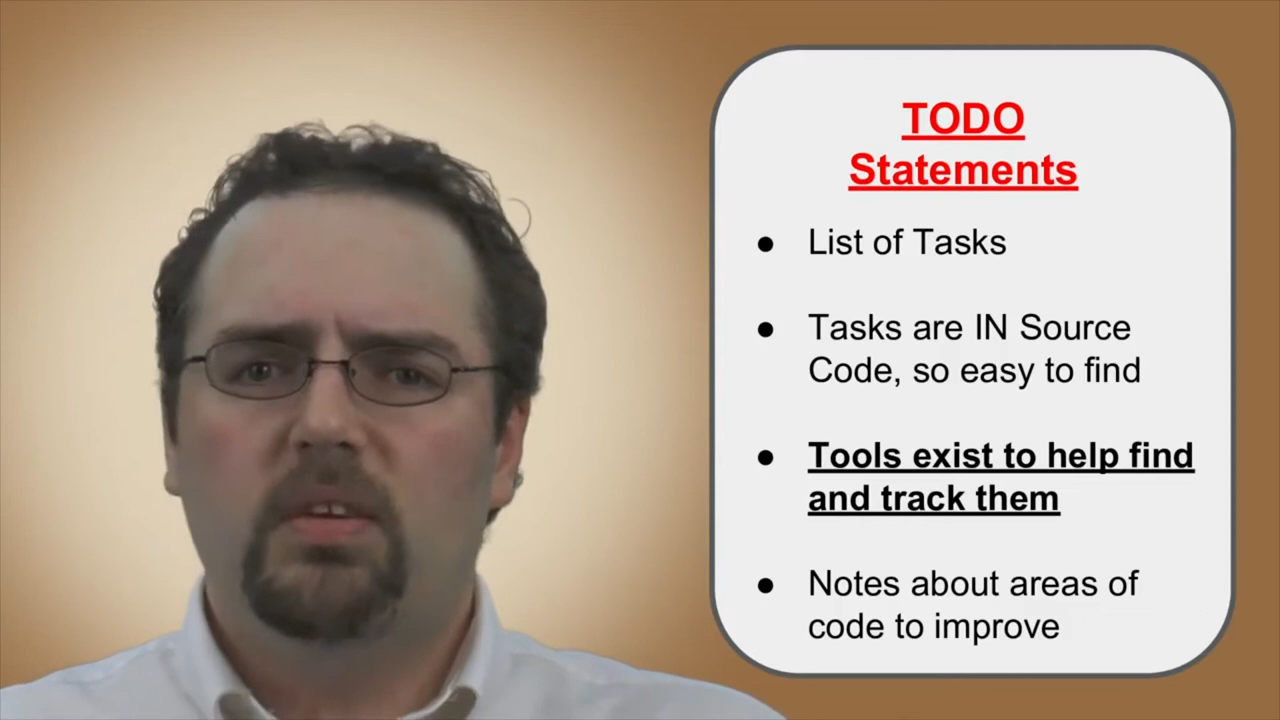 TODO
Statements
● List of Tasks
● Tasks are IN Source
Code, so easy to find
● Tools exist to help find
and track them
● Notes about areas of
code to improve